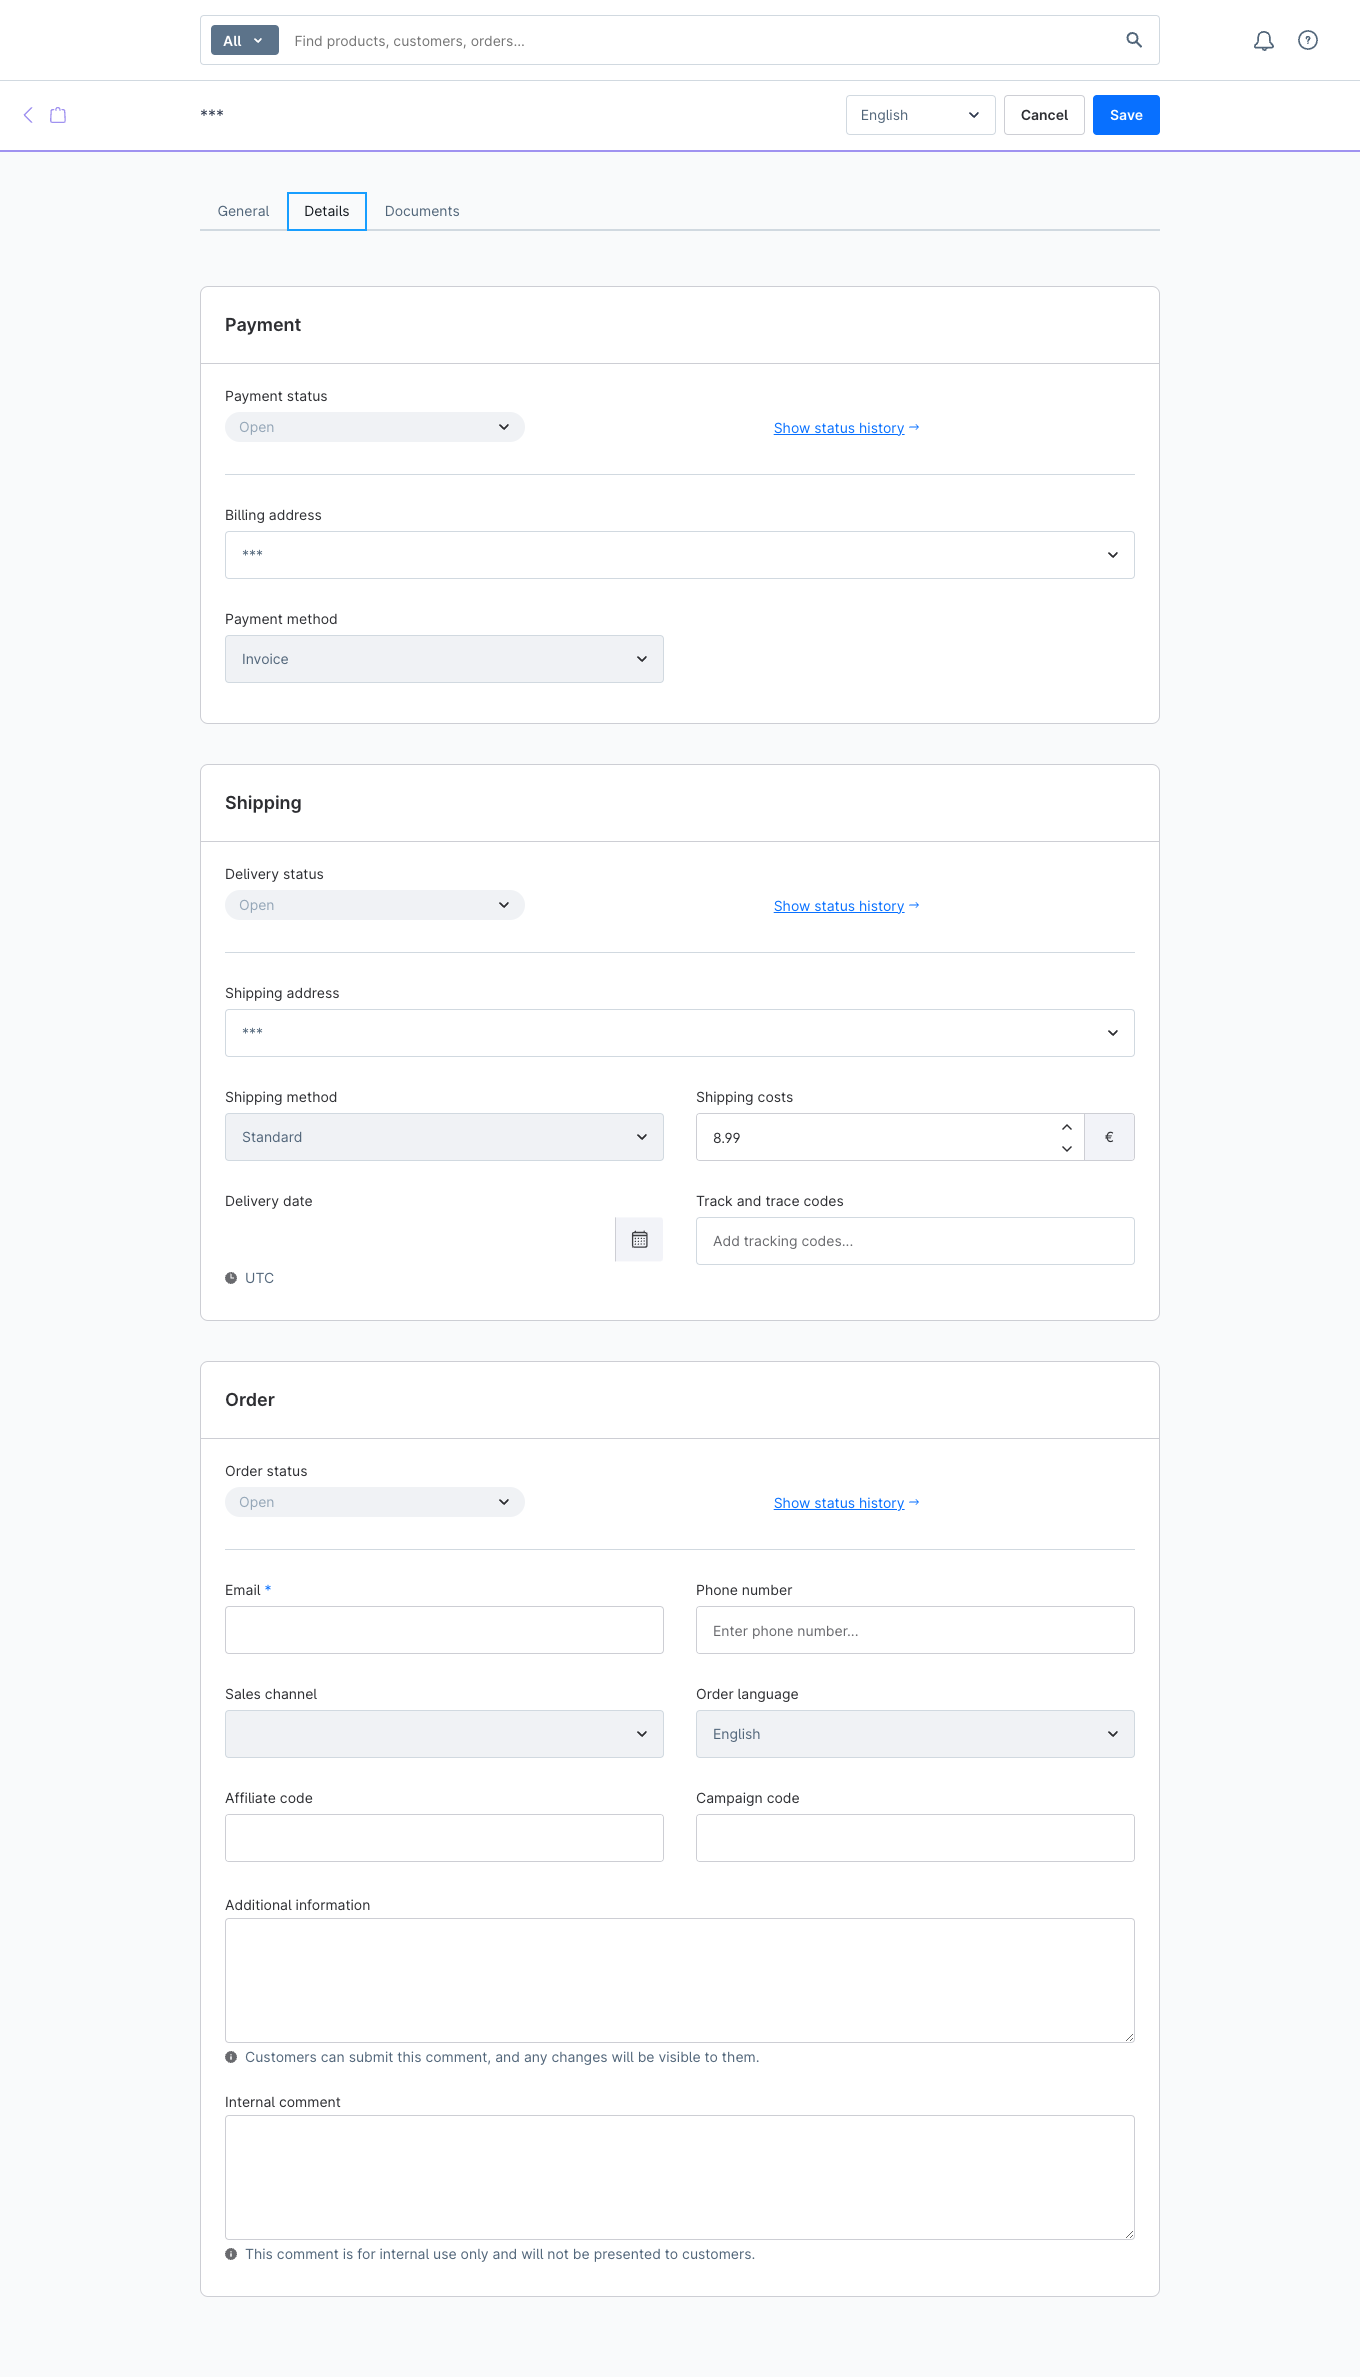 All
Find products, customers, orders...
***
English
Cancel
Save
General
Details
Documents
Payment
Payment status
Open
Show status history →
Billing address
***
Payment method
Invoice
Shipping
Delivery status
Open
Show status history →
Shipping address
***
Shipping method
Shipping costs
Standard
8.99
€
Delivery date
Track and trace codes
Add tracking codes...
UTC
Order
Order status
Open
Show status history →
Email *
Phone number
Enter phone number...
Sales channel
Order language
English
Affiliate code
Campaign code
Additional information
Customers can submit this comment, and any changes will be visible to them.
Internal comment
This comment is for internal use only and will not be presented to customers.